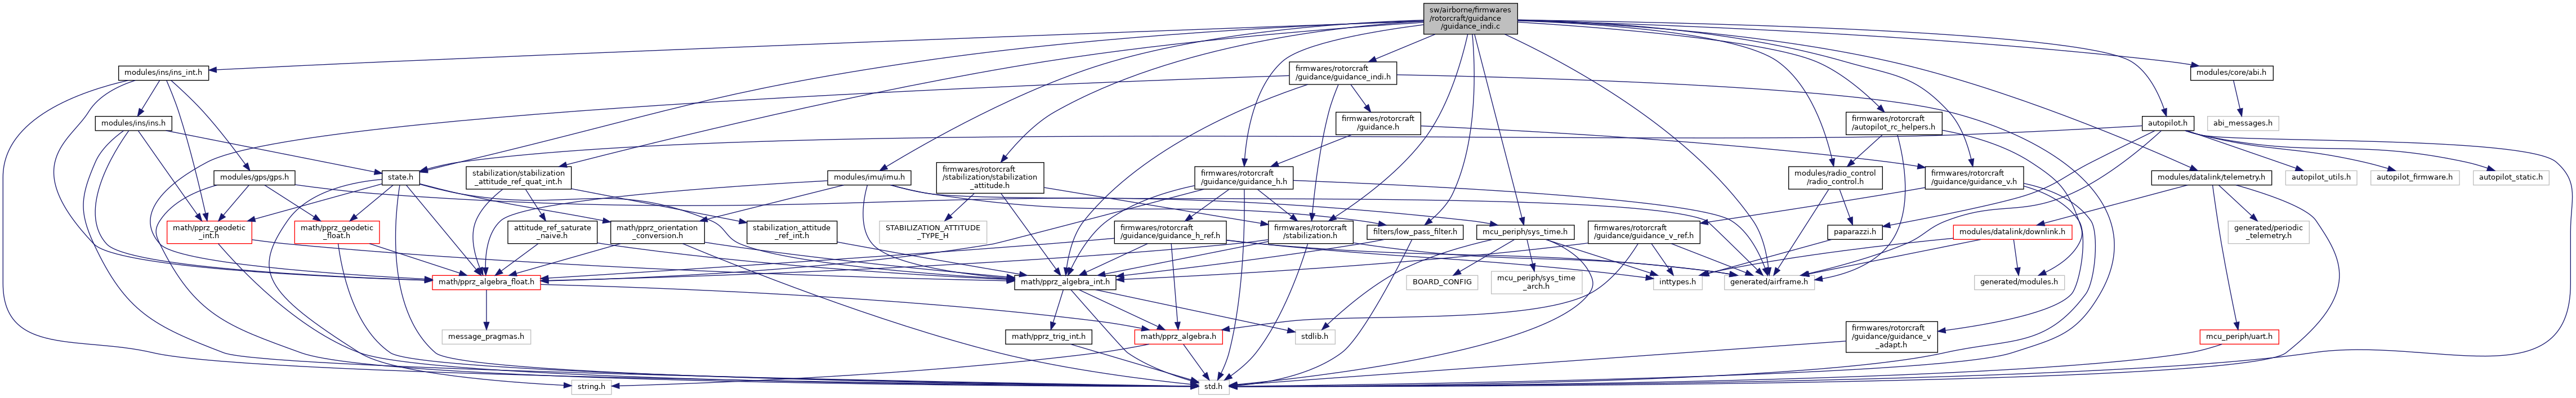 sw/airborne/firmwares
/rotorcraft/guidance
/guidance_indi.c
modules/ins/ins_int.h
firmwares/rotorcraft
/guidance/guidance_indi.h
modules/core/abi.h
modules/ins/ins.h
firmwares/rotorcraft
/guidance.h
firmwares/rotorcraft
/autopilot_rc_helpers.h
autopilot.h
abi_messages.h
modules/gps/gps.h
state.h
stabilization/stabilization
_attitude_ref_quat_int.h
modules/imu/imu.h
firmwares/rotorcraft
/stabilization/stabilization
_attitude.h
firmwares/rotorcraft
/guidance/guidance_h.h
modules/radio_control
/radio_control.h
firmwares/rotorcraft
/guidance/guidance_v.h
modules/datalink/telemetry.h
autopilot_utils.h
autopilot_firmware.h
autopilot_static.h
math/pprz_geodetic
_int.h
math/pprz_geodetic
_float.h
attitude_ref_saturate
_naive.h
math/pprz_orientation
_conversion.h
stabilization_attitude
_ref_int.h
STABILIZATION_ATTITUDE
_TYPE_H
firmwares/rotorcraft
/guidance/guidance_h_ref.h
firmwares/rotorcraft
/stabilization.h
filters/low_pass_filter.h
mcu_periph/sys_time.h
firmwares/rotorcraft
/guidance/guidance_v_ref.h
paparazzi.h
modules/datalink/downlink.h
generated/periodic
_telemetry.h
math/pprz_algebra_float.h
math/pprz_algebra_int.h
BOARD_CONFIG
mcu_periph/sys_time
_arch.h
inttypes.h
generated/airframe.h
generated/modules.h
message_pragmas.h
math/pprz_trig_int.h
math/pprz_algebra.h
stdlib.h
firmwares/rotorcraft
/guidance/guidance_v
_adapt.h
mcu_periph/uart.h
string.h
std.h